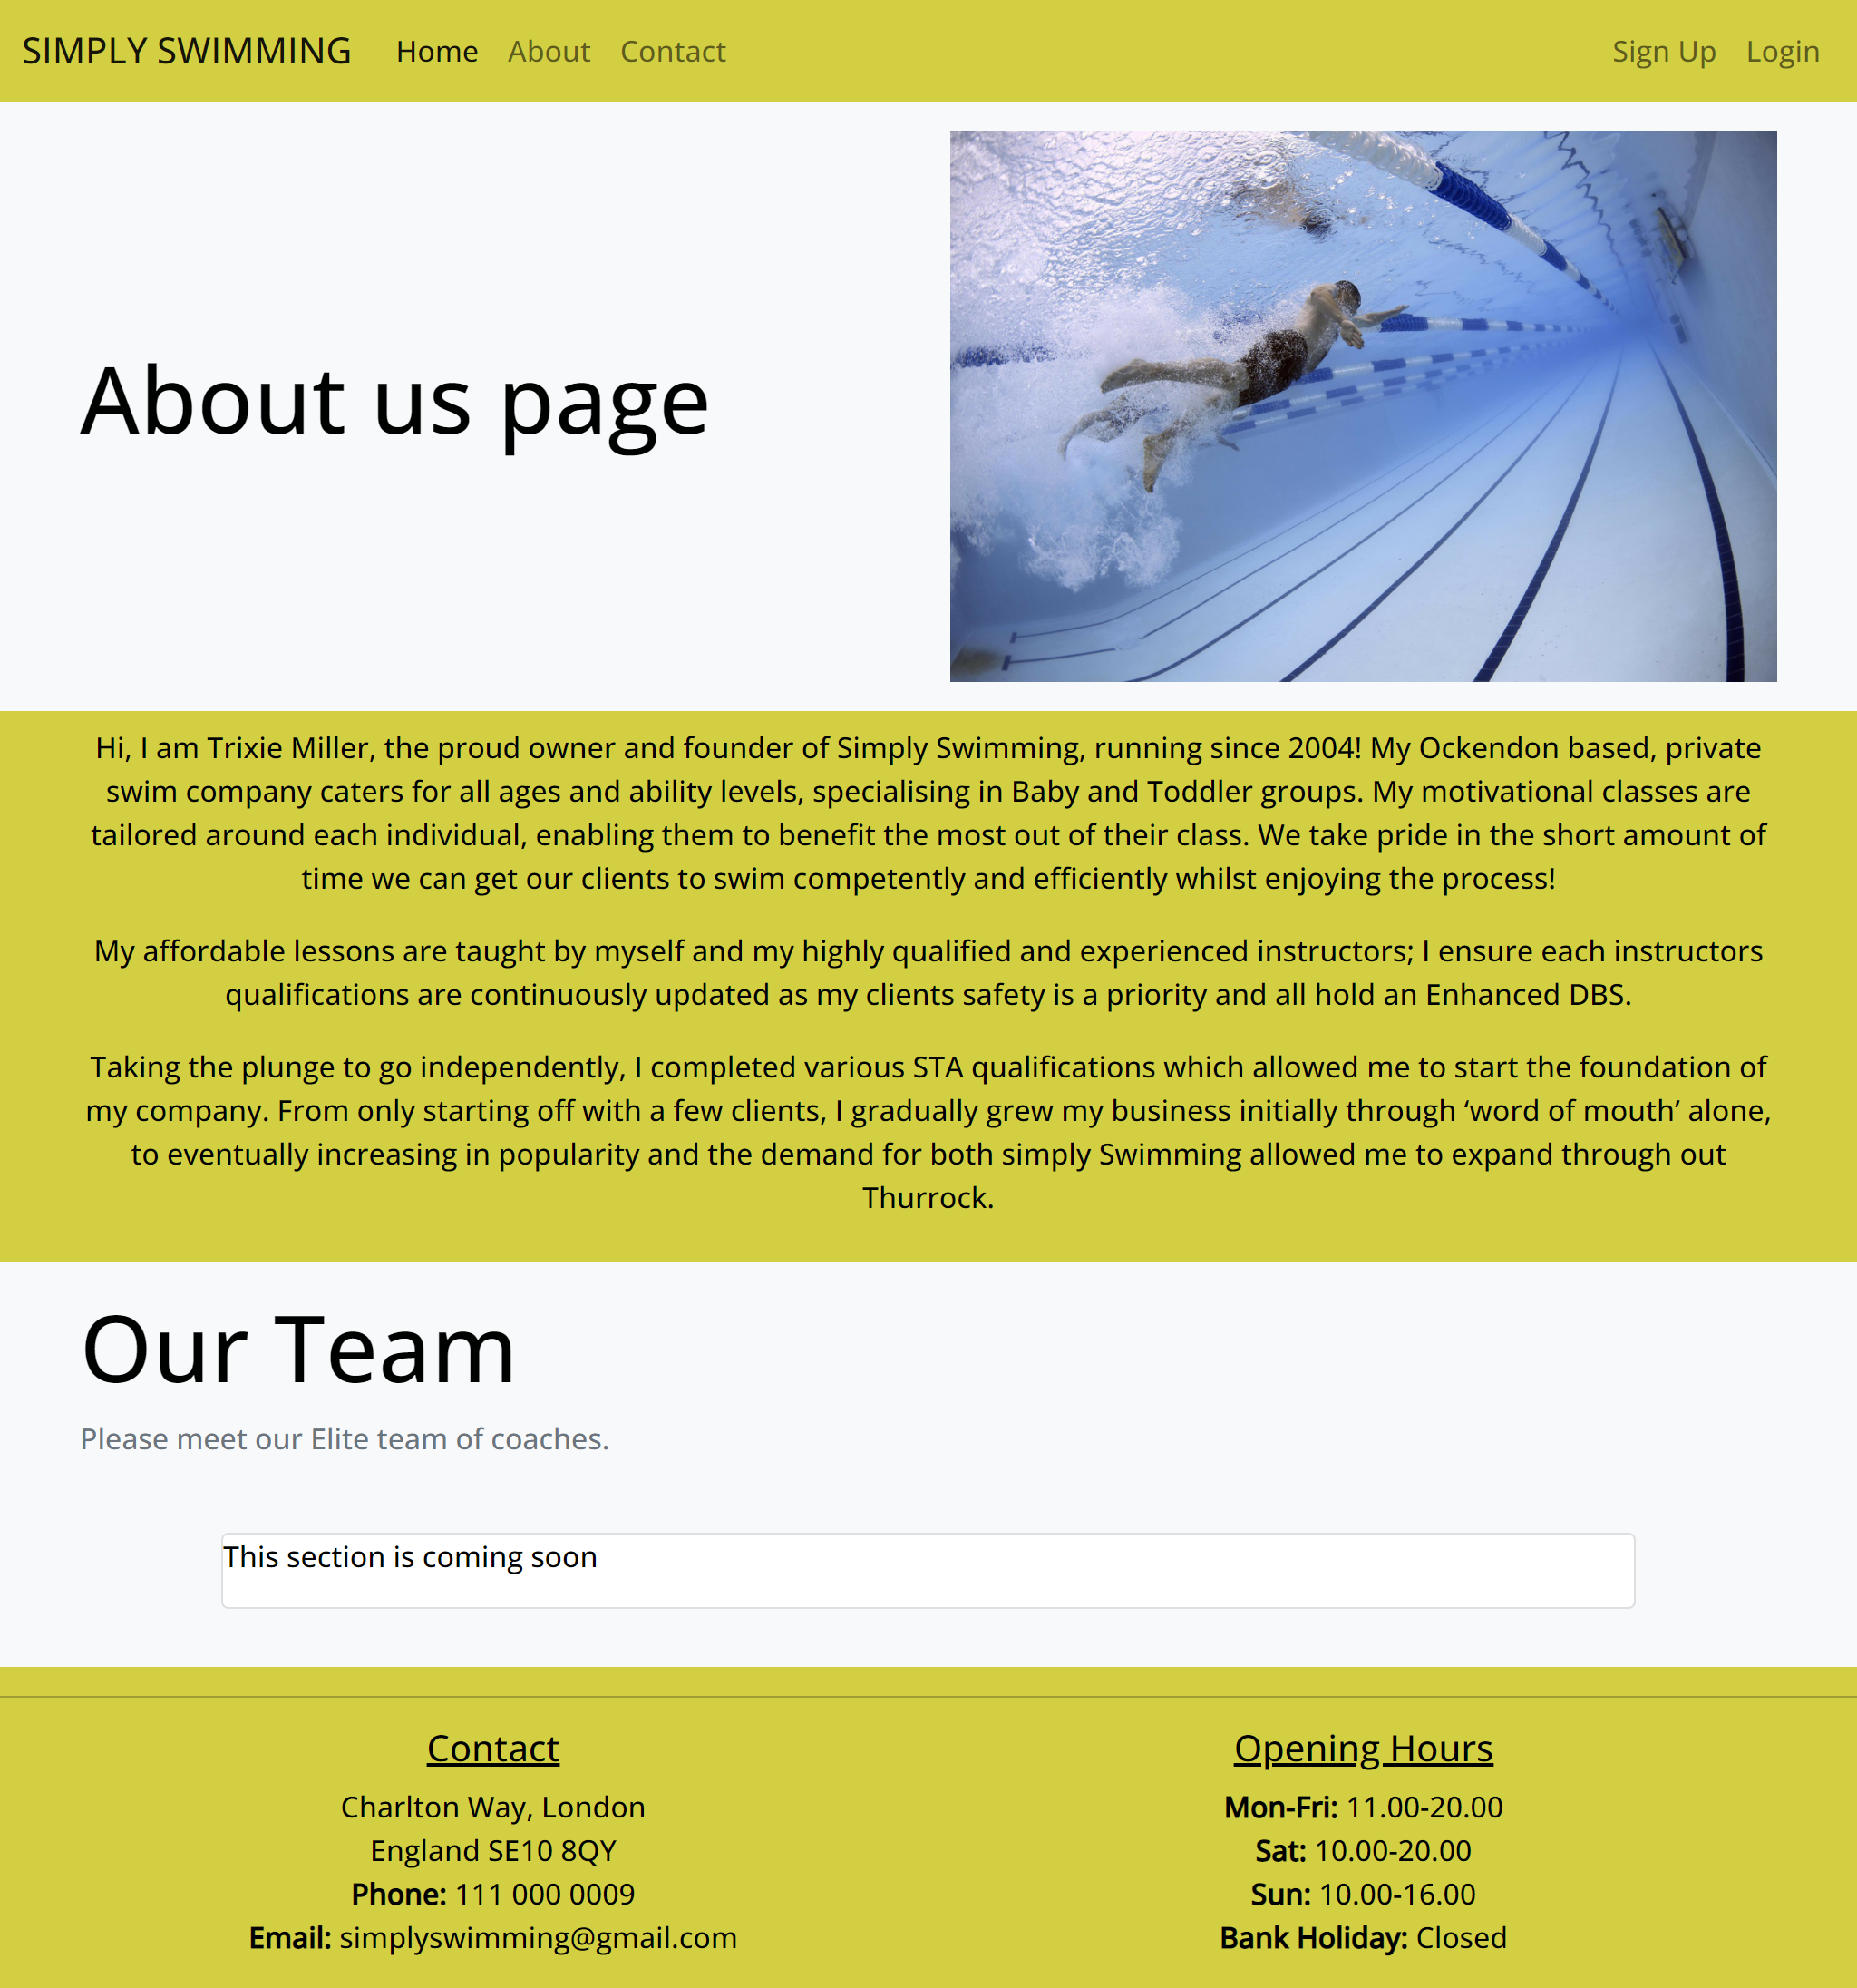 SIMPLY SWIMMING Home About Contact Sign Up Login
About us page
Hi, I am Trixie Miller, the proud owner and founder of Simply Swimming, running since 2004! My Ockendon based, private
swim company caters for all ages and ability levels, specialising in Baby and Toddler groups. My motivational classes are
tailored around each individual, enabling them to benefit the most out of their class. We take pride in the short amount of
time we can get our clients to swim competently and efficiently whilst enjoying the process!
My affordable lessons are taught by myself and my highly qualified and experienced instructors; I ensure each instructors
qualifications are continuously updated as my clients safety is a priority and all hold an Enhanced DBS.
Taking the plunge to go independently, I completed various STA qualifications which allowed me to start the foundation of
my company. From only starting off with a few clients, I gradually grew my business initially through ‘word of mouth’ alone,
to eventually increasing in popularity and the demand for both simply Swimming allowed me to expand through out
Thurrock.
Our Team
Please meet our Elite team of coaches.
This section is coming soon
Contact
Charlton Way, London
England SE10 8QY
Phone: 111 000 0009
Email: simplyswimming@gmail.com
Opening Hours
Mon-Fri: 11.00-20.00
Sat: 10.00-20.00
Sun: 10.00-16.00
Bank Holiday: Closed